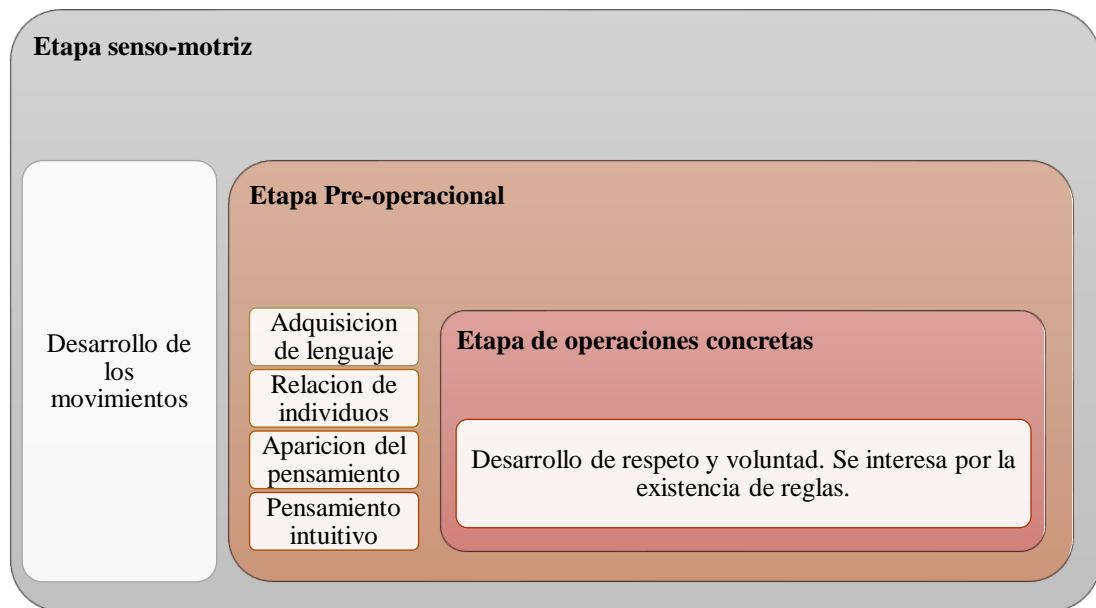 Etapa senso-motriz
Desarrollo de
los
movimientos
Etapa Pre-operacional
Adquisicion
de lenguaje
Relacion de
individuos
Aparicion del
pensamiento
Pensamiento
intuitivo
Etapa de operaciones concretas
Desarrollo de respeto y voluntad. Se interesa por la
existencia de reglas.